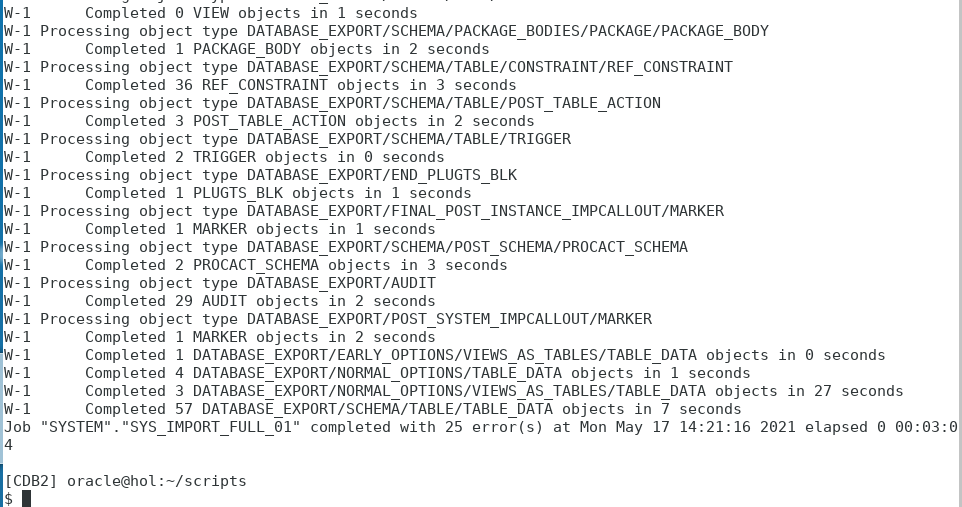 W-1      Completed 0 VIEW objects in 1 seconds
W-1 Processing object type DATABASE_EXPORT/SCHEMA/PACKAGE_BODIES/PACKAGE/PACKAGE_BODY
W-1      Completed 1 PACKAGE_BODY objects in 2 seconds
W-1 Processing object type DATABASE_EXPORT/SCHEMA/TABLE/CONSTRAINT/REF_CONSTRAINT
W-1      Completed 36 REF_CONSTRAINT objects in 3 seconds
W-1 Processing object type DATABASE_EXPORT/SCHEMA/TABLE/POST_TABLE_ACTION
W-1      Completed 3 POST_TABLE_ACTION objects in 2 seconds
W-1 Processing object type DATABASE_EXPORT/SCHEMA/TABLE/TRIGGER
W-1      Completed 2 TRIGGER objects in 0 seconds
W-1 Processing object type DATABASE_EXPORT/END_PLUGTS_BLK
W-1      Completed 1 PLUGTS_BLK objects in 1 seconds
W-1 Processing object type DATABASE_EXPORT/FINAL_POST_INSTANCE_IMPCALLOUT/MARKER
W-1      Completed 1 MARKER objects in 1 seconds
W-1 Processing object type DATABASE_EXPORT/SCHEMA/POST_SCHEMA/PROCACT_SCHEMA
W-1      Completed 2 PROCACT_SCHEMA objects in 3 seconds
W-1 Processing object type DATABASE_EXPORT/AUDIT
W-1      Completed 29 AUDIT objects in 2 seconds
W-1 Processing object type DATABASE_EXPORT/POST_SYSTEM_IMPCALLOUT/MARKER
W-1      Completed 1 MARKER objects in 2 seconds
W-1      Completed 1 DATABASE_EXPORT/EARLY_OPTIONS/VIEWS_AS_TABLES/TABLE_DATA objects in 0 seconds
W-1      Completed 4 DATABASE_EXPORT/NORMAL_OPTIONS/TABLE_DATA objects in 1 seconds
W-1      Completed 3 DATABASE_EXPORT/NORMAL_OPTIONS/VIEWS_AS_TABLES/TABLE_DATA objects in 27 seconds
W-1      Completed 57 DATABASE_EXPORT/SCHEMA/TABLE/TABLE_DATA objects in 7 seconds
Job "SYSTEM"."SYS_IMPORT_FULL_01" completed with 25 error(s) at Mon May 17 14:21:16 2021 elapsed 0 00:03:0
4
[CDB2] oracle@hol:~/scripts
$